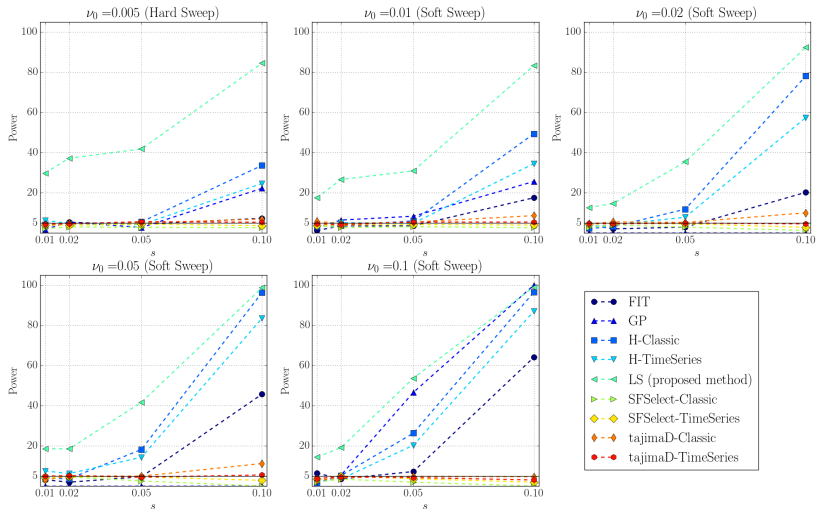 ν0 =0.005 (Hard Sweep)
ν0 =0.01 (Soft Sweep)
ν0 =0.02 (Soft Sweep)
100
80
60
40
20
5
Power
0.01 0.02 0.05 0.10
s
100
80
60
40
20
5
Power
0.01 0.02 0.05 0.10
s
100
80
60
40
20
5
Power
0.01 0.02 0.05 0.10
s
ν0 =0.05 (Soft Sweep)
ν0 =0.1 (Soft Sweep)
100
80
60
40
20
5
Power
0.01 0.02 0.05 0.10
s
100
80
60
40
20
5
Power
0.01 0.02 0.05 0.10
s
FIT
GP
H-Classic
H-TimeSeries
LS (proposed method)
SFSelect-Classic
SFSelect-TimeSeries
tajimaD-Classic
tajimaD-TimeSeries